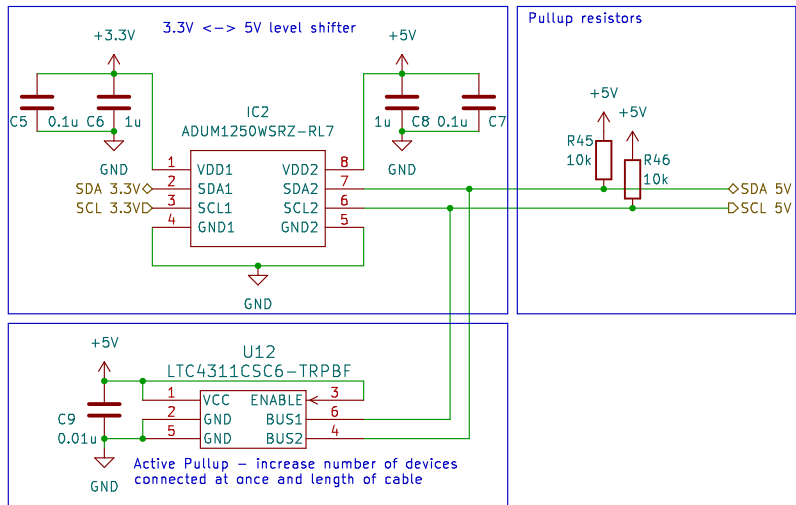 3.3V <-> 5V level shifter
+3.3V
+5V
C5
0.1u
C6
1u
1u
C8
0.1u
C7
GND
GND
IC2
ADUM1250WSRZ-RL7
1
VDD1
VDD2
8
SDA 3.3V
2
SDA1
SDA2
7
SCL 3.3V
3
SCL1
SCL2
6
4
GND1
GND2
5
GND
Pullup resistors
+5V
+5V
R45
10k
R46
10k
SDA 5V
SCL 5V
+5V
U12
LTC4311CSC6-TRPBF
C9
0.01u
1
VCC
ENABLE
3
2
GND
BUS1
6
5
GND
BUS2
4
GND
Active Pullup - increase number of devices
connected at once and length of cable